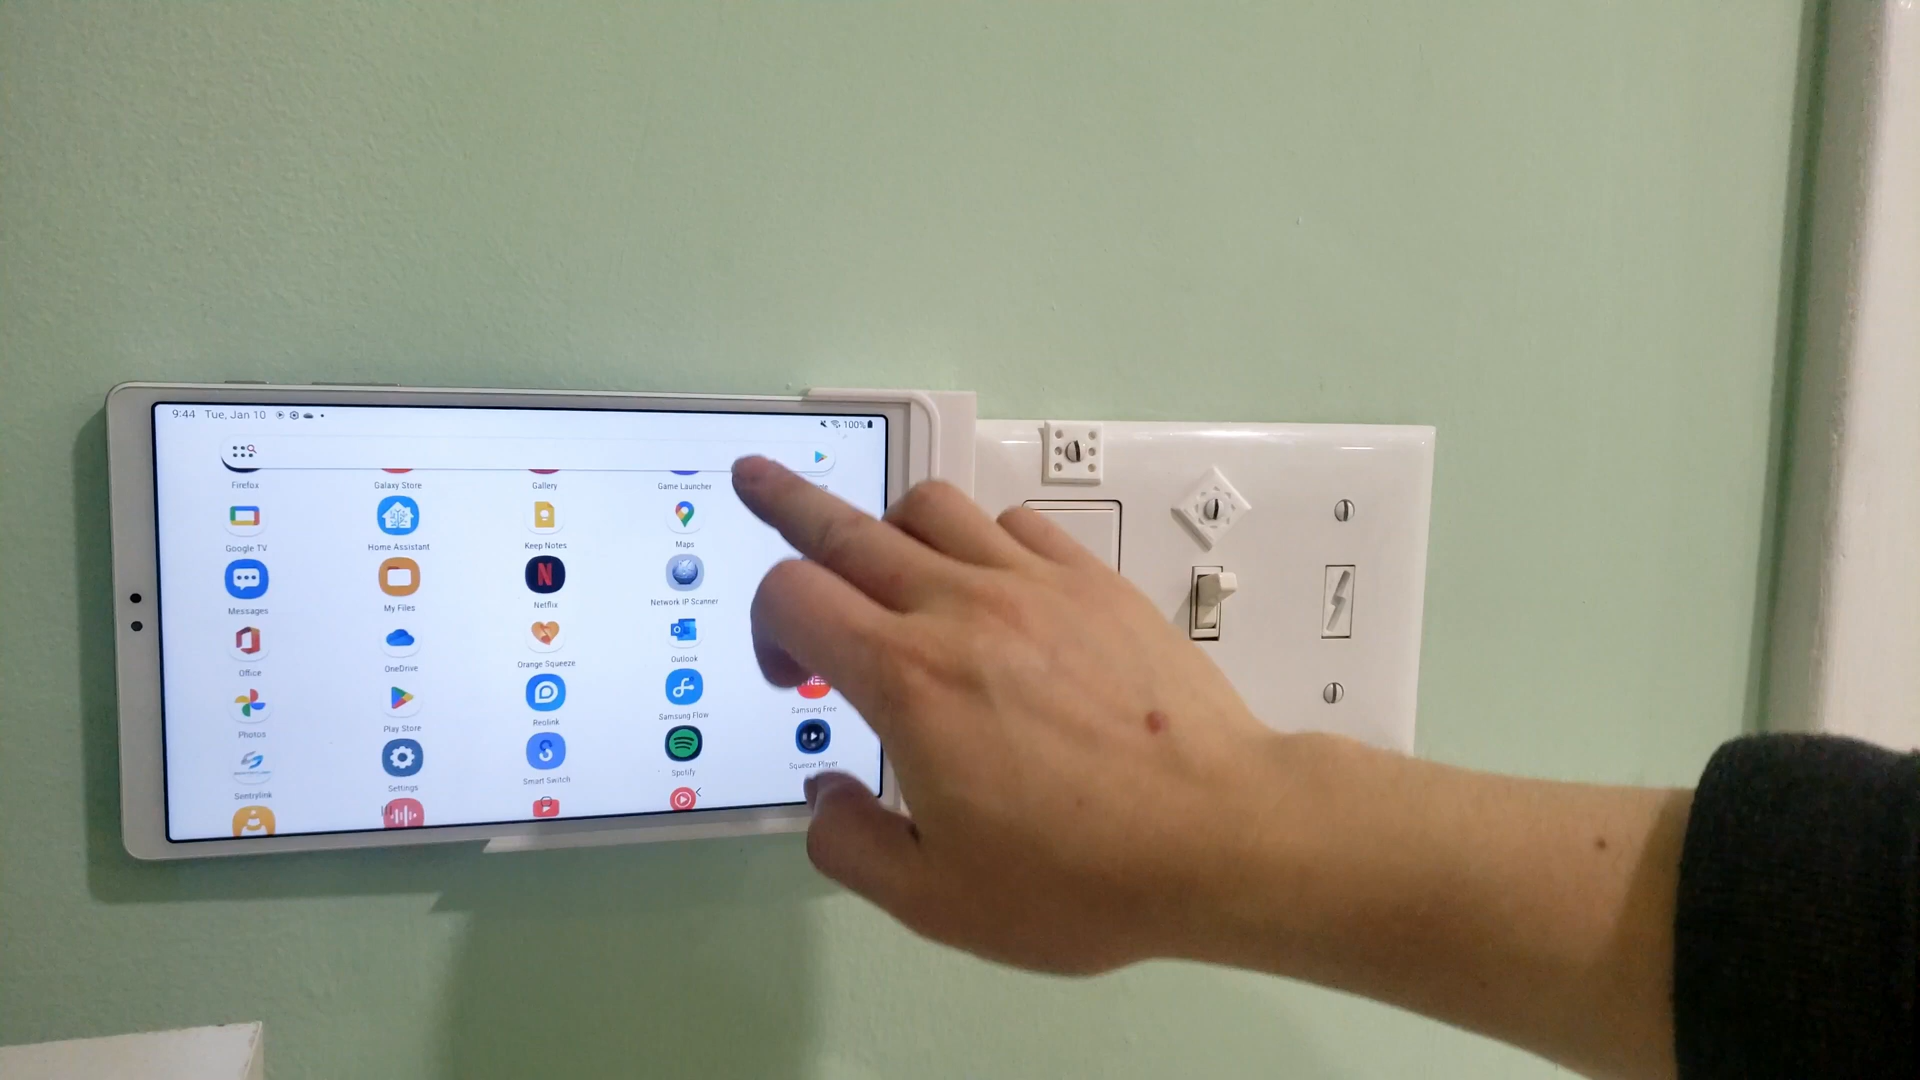 9:44 Tue, Jan 10
100%
Firefox Galaxy Store Gallery Game Launcher
Google TV Home Assistant Keep Notes Maps
Messages My Files Netflix Network IP Scanner
N
Office OneDrive Orange Squeeze Outlook
Photos Play Store Reolink Samsung Flow Samsung Free
FREE
Sentrylink Settings Smart Switch Spotify Squeeze Player